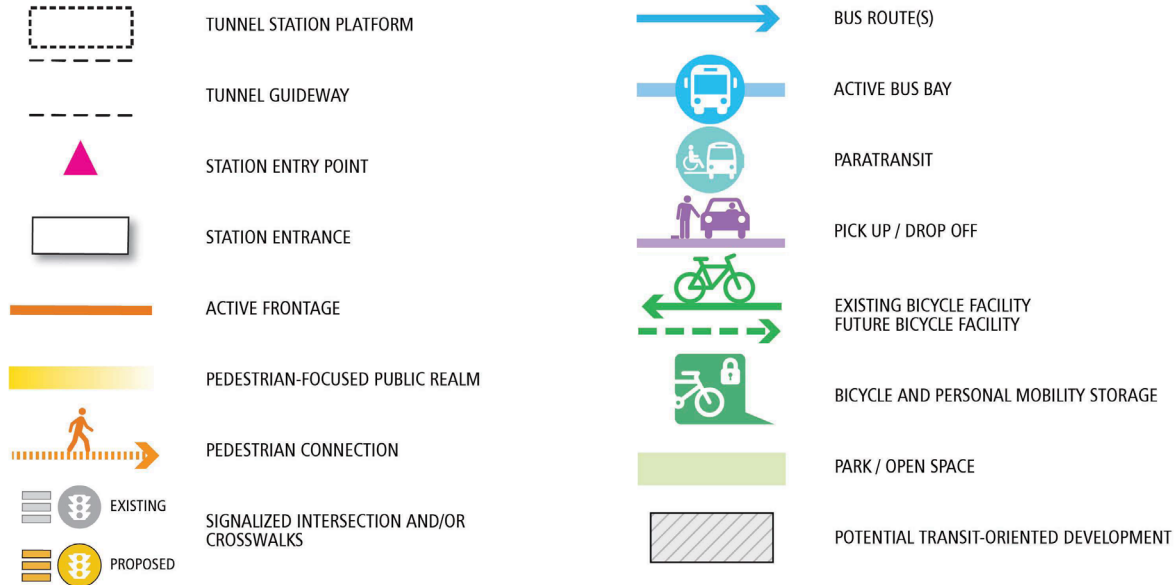 TUNNEL STATION PLATFORM
TUNNEL GUIDEWAY
STATION ENTRY POINT
STATION ENTRANCE
ACTIVE FRONTAGE
PEDESTRIAN-FOCUSED PUBLIC REALM
PEDESTRIAN CONNECTION
EXISTING
PROPOSED
SIGNALIZED INTERSECTION AND/OR
CROSSWALKS
BUS ROUTE(S)
ACTIVE BUS BAY
PARATRANSIT
PICK UP / DROP OFF
EXISTING BICYCLE FACILITY
FUTURE BICYCLE FACILITY
BICYCLE AND PERSONAL MOBILITY STORAGE
PARK / OPEN SPACE
POTENTIAL TRANSIT-ORIENTED DEVELOPMENT